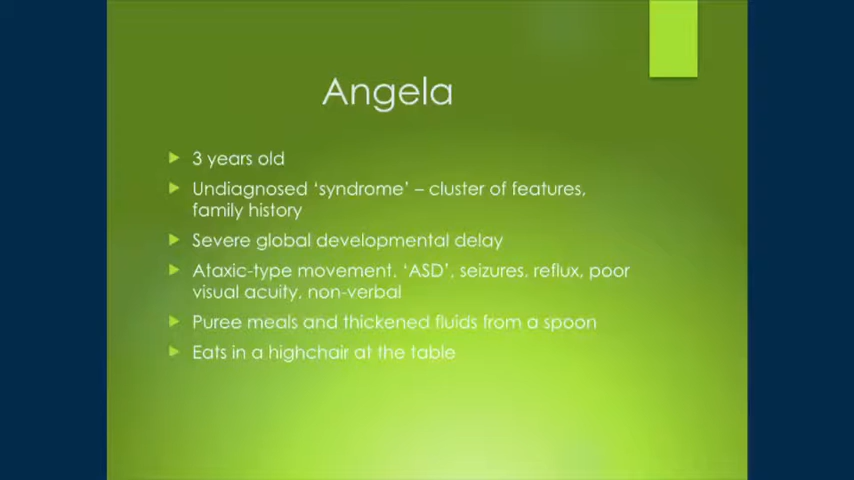 Angela
3 years old
Undiagnosed ‘syndrome’ – cluster of features,
family history
Severe global developmental delay
Ataxic-type movement, ‘ASD’, seizures, reflux, poor
visual acuity, non-verbal
Puree meals and thickened fluids from a spoon
Eats in a highchair at the table